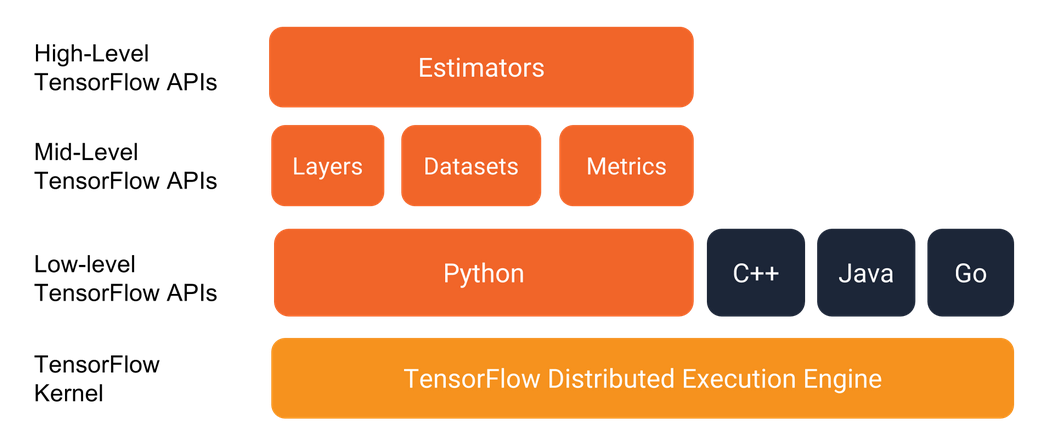 High-Level
TensorFlow APIs
Estimators
Mid-Level
TensorFlow APIs
Layers
Datasets
Metrics
Low-level
TensorFlow APIs
Python
C++
Java
Go
TensorFlow
Kernel
TensorFlow Distributed Execution Engine